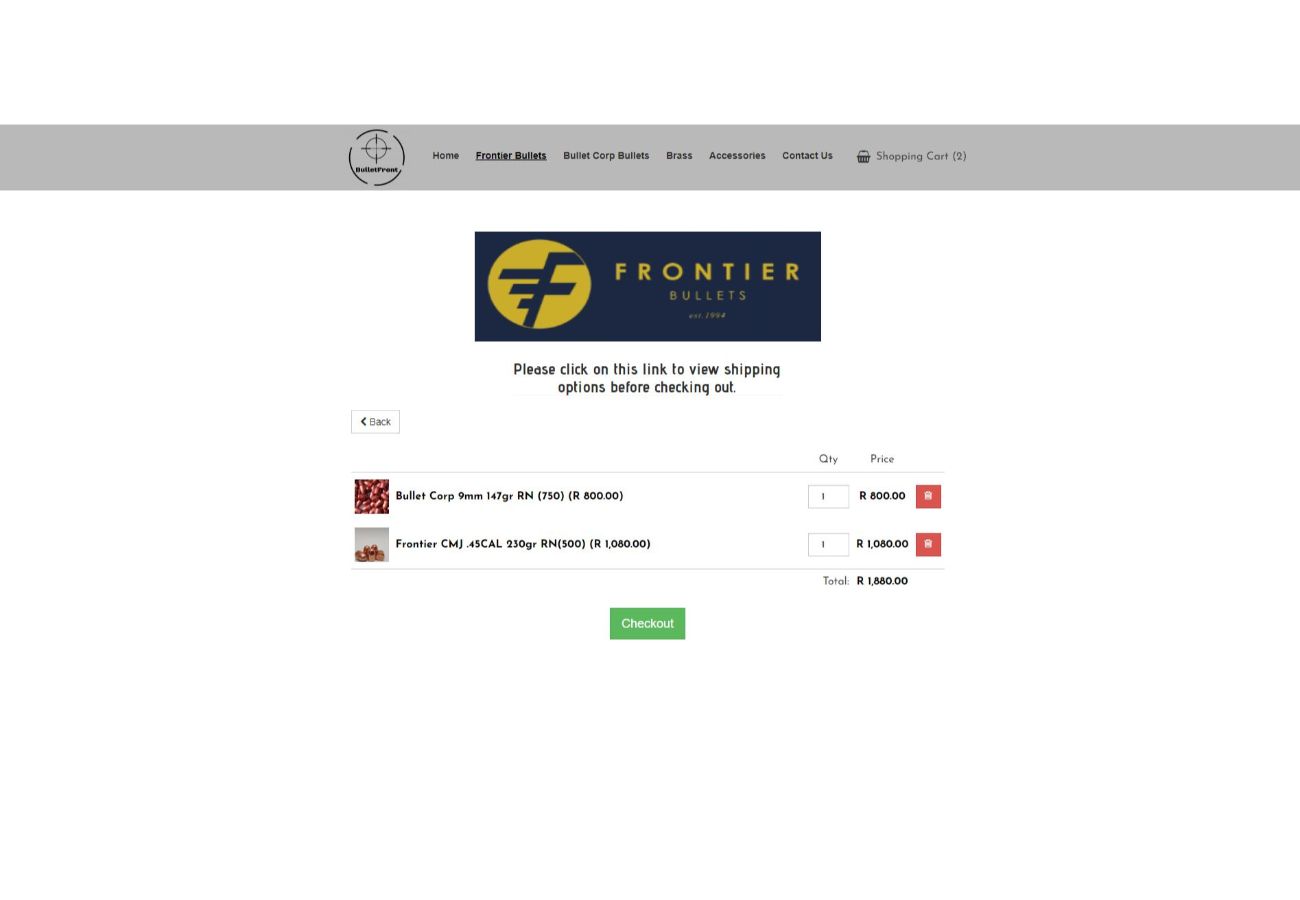 BulletFront
Home Frontier Bullets Bullet Corp Bullets Brass Accessories Contact Us Shopping Cart (2)
FRONTIER
BULLETS
est.1994
Please click on this link to view shipping
options before checking out.
Back
Qty Price
Bullet Corp 9mm 147gr RN (750) (R 800.00) 1 R 800.00
Frontier CMJ .45CAL 230gr RN(500) (R 1,080.00) 1 R 1,080.00
Total: R 1,880.00
Checkout